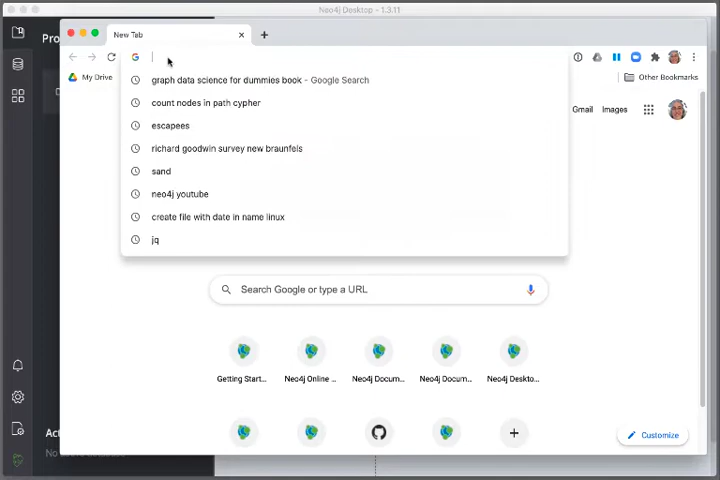 Neo4j Desktop - 1.3.11
New Tab
My Drive
Other Bookmarks
graph data science for dummies book - Google Search
count nodes in path cypher
escapees
richard goodwin survey new braunfels
sand
neo4j youtube
create file with date in name linux
jq
Gmail Images
Search Google or type a URL
Getting Start... Neo4j Online ... Neo4j Docum... Neo4j Docum... Neo4j Deskto...
Customize